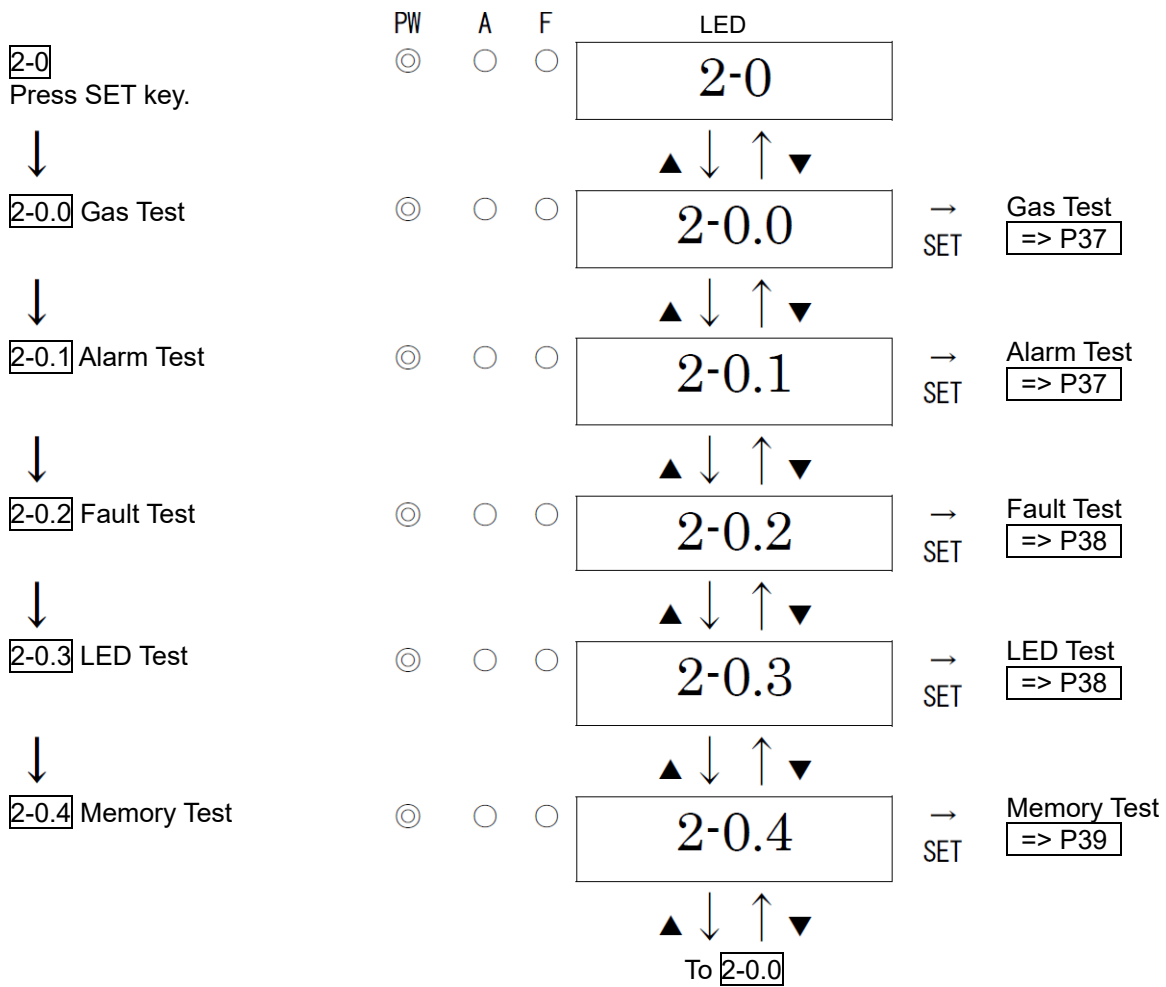 PW A F LED
2-0 ◎ ○ ○ 2-0
Press SET key.
↓ ▲ ↓ ↑ ▼
2-0.0 Gas Test ◎ ○ ○ 2-0.0 → Gas Test
SET => P37
↓ ▲ ↓ ↑ ▼
2-0.1 Alarm Test ◎ ○ ○ 2-0.1 → Alarm Test
SET => P37
↓ ▲ ↓ ↑ ▼
2-0.2 Fault Test ◎ ○ ○ 2-0.2 → Fault Test
SET => P38
↓ ▲ ↓ ↑ ▼
2-0.3 LED Test ◎ ○ ○ 2-0.3 → LED Test
SET => P38
↓ ▲ ↓ ↑ ▼
2-0.4 Memory Test ◎ ○ ○ 2-0.4 → Memory Test
SET => P39
▲ ↓ ↑ ▼
To 2-0.0